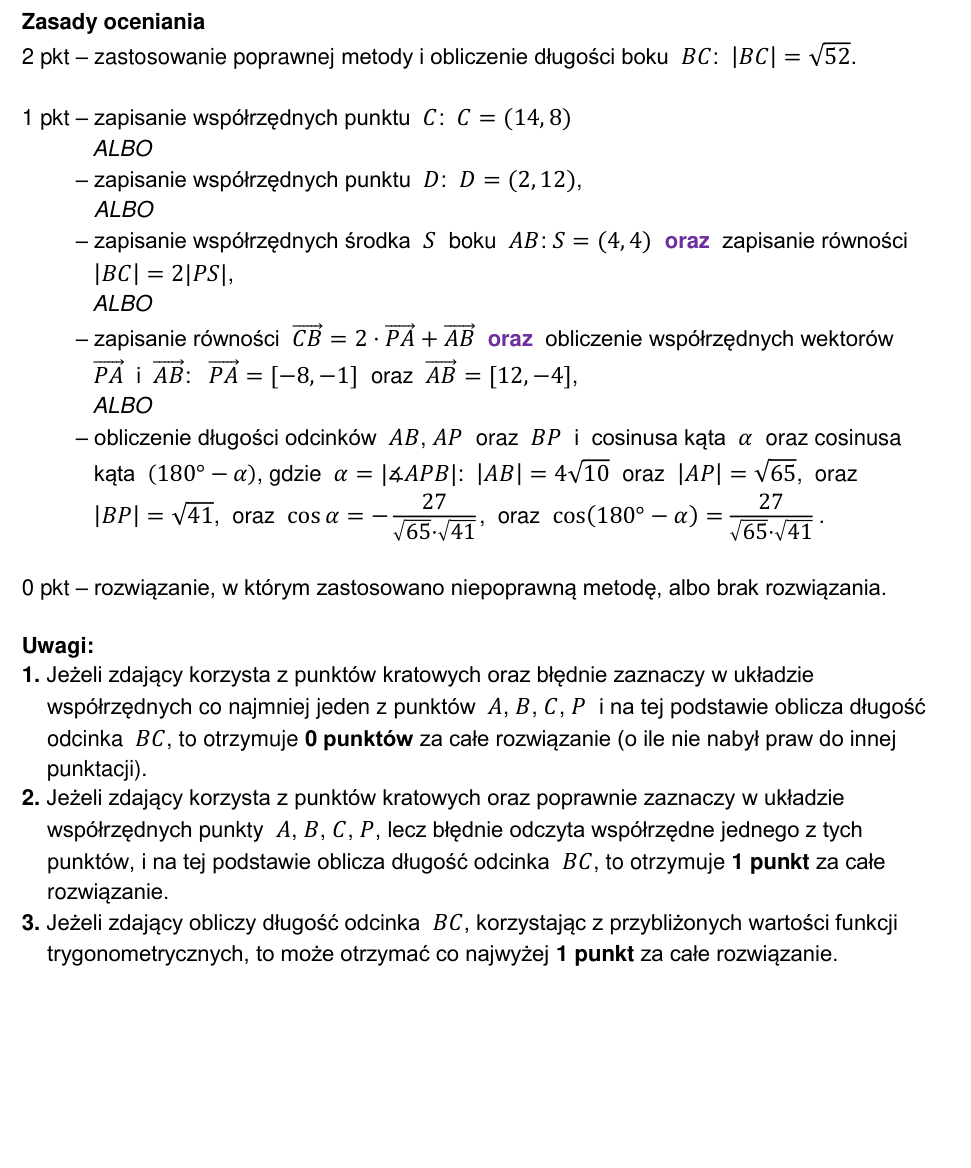 Zasady oceniania
2 pkt – zastosowanie poprawnej metody i obliczenie długości boku BC: |BC| = √52.
1 pkt – zapisanie współrzędnych punktu C: C = (14, 8)
ALBO
– zapisanie współrzędnych punktu D: D = (2, 12),
ALBO
– zapisanie współrzędnych środka S boku AB: S = (4, 4) oraz zapisanie równości
|BC| = 2|PS|,
ALBO
– zapisanie równości \overrightarrow{CB} = 2 · \overrightarrow{PA} + \overrightarrow{AB} oraz obliczenie współrzędnych wektorów
\overrightarrow{PA} i \overrightarrow{AB}: \overrightarrow{PA} = [−8, −1] oraz \overrightarrow{AB} = [12, −4],
ALBO
– obliczenie długości odcinków AB, AP oraz BP i cosinusa kąta α oraz cosinusa
kąta (180° − α), gdzie α = |∡APB|: |AB| = 4√10 oraz |AP| = √65, oraz
|BP| = √41, oraz cos α = − 27/(√65·√41), oraz cos(180° − α) = 27/(√65·√41) .
0 pkt – rozwiązanie, w którym zastosowano niepoprawną metodę, albo brak rozwiązania.
Uwagi:
1. Jeżeli zdający korzysta z punktów kratowych oraz błędnie zaznaczy w układzie
współrzędnych co najmniej jeden z punktów A, B, C, P i na tej podstawie oblicza długość
odcinka BC, to otrzymuje 0 punktów za całe rozwiązanie (o ile nie nabył praw do innej
punktacji).
2. Jeżeli zdający korzysta z punktów kratowych oraz poprawnie zaznaczy w układzie
współrzędnych punkty A, B, C, P, lecz błędnie odczyta współrzędne jednego z tych
punktów, i na tej podstawie oblicza długość odcinka BC, to otrzymuje 1 punkt za całe
rozwiązanie.
3. Jeżeli zdający obliczy długość odcinka BC, korzystając z przybliżonych wartości funkcji
trygonometrycznych, to może otrzymać co najwyżej 1 punkt za całe rozwiązanie.